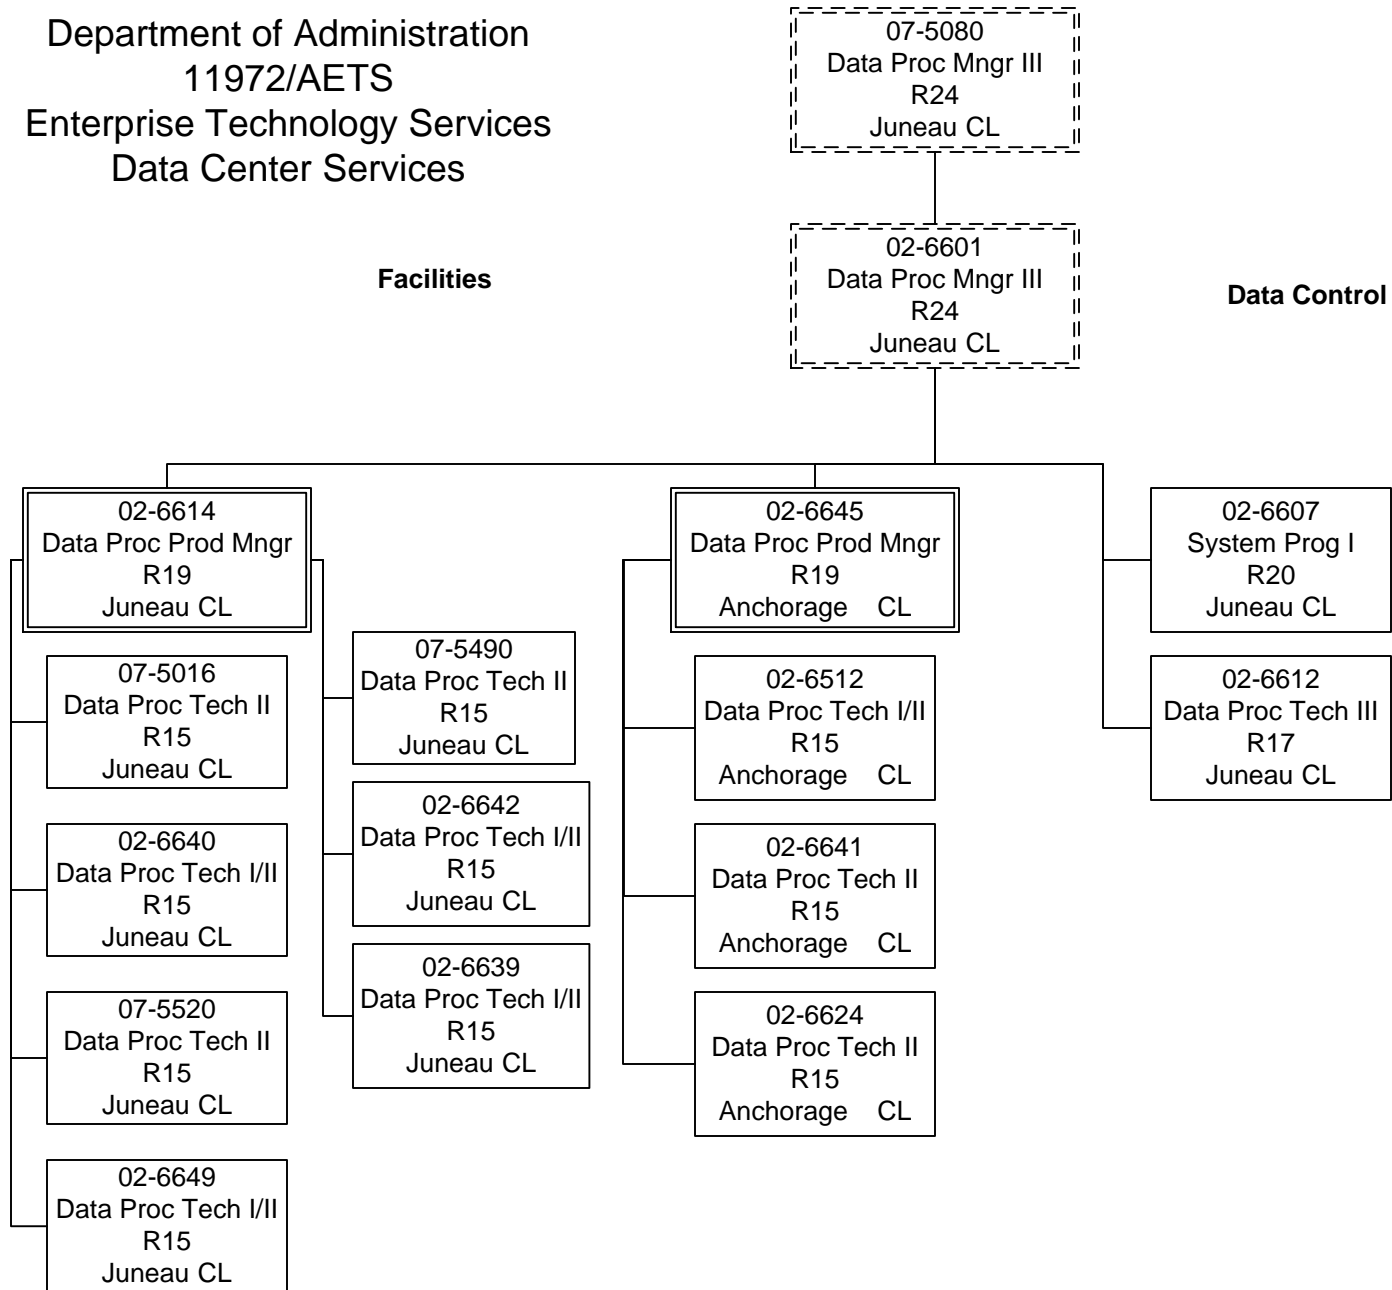 Department of Administration
11972/AETS
Enterprise Technology Services
Data Center Services
07-5080
Data Proc Mngr III
R24
Juneau CL
02-6601
Data Proc Mngr III
R24
Juneau CL
Facilities
Data Control
02-6614
Data Proc Prod Mngr
R19
Juneau CL
07-5016
Data Proc Tech II
R15
Juneau CL
02-6640
Data Proc Tech I/II
R15
Juneau CL
07-5520
Data Proc Tech II
R15
Juneau CL
02-6649
Data Proc Tech I/II
R15
Juneau CL
07-5490
Data Proc Tech II
R15
Juneau CL
02-6642
Data Proc Tech I/II
R15
Juneau CL
02-6639
Data Proc Tech I/II
R15
Juneau CL
02-6645
Data Proc Prod Mngr
R19
Anchorage CL
02-6512
Data Proc Tech I/II
R15
Anchorage CL
02-6641
Data Proc Tech II
R15
Anchorage CL
02-6624
Data Proc Tech II
R15
Anchorage CL
02-6607
System Prog I
R20
Juneau CL
02-6612
Data Proc Tech III
R17
Juneau CL